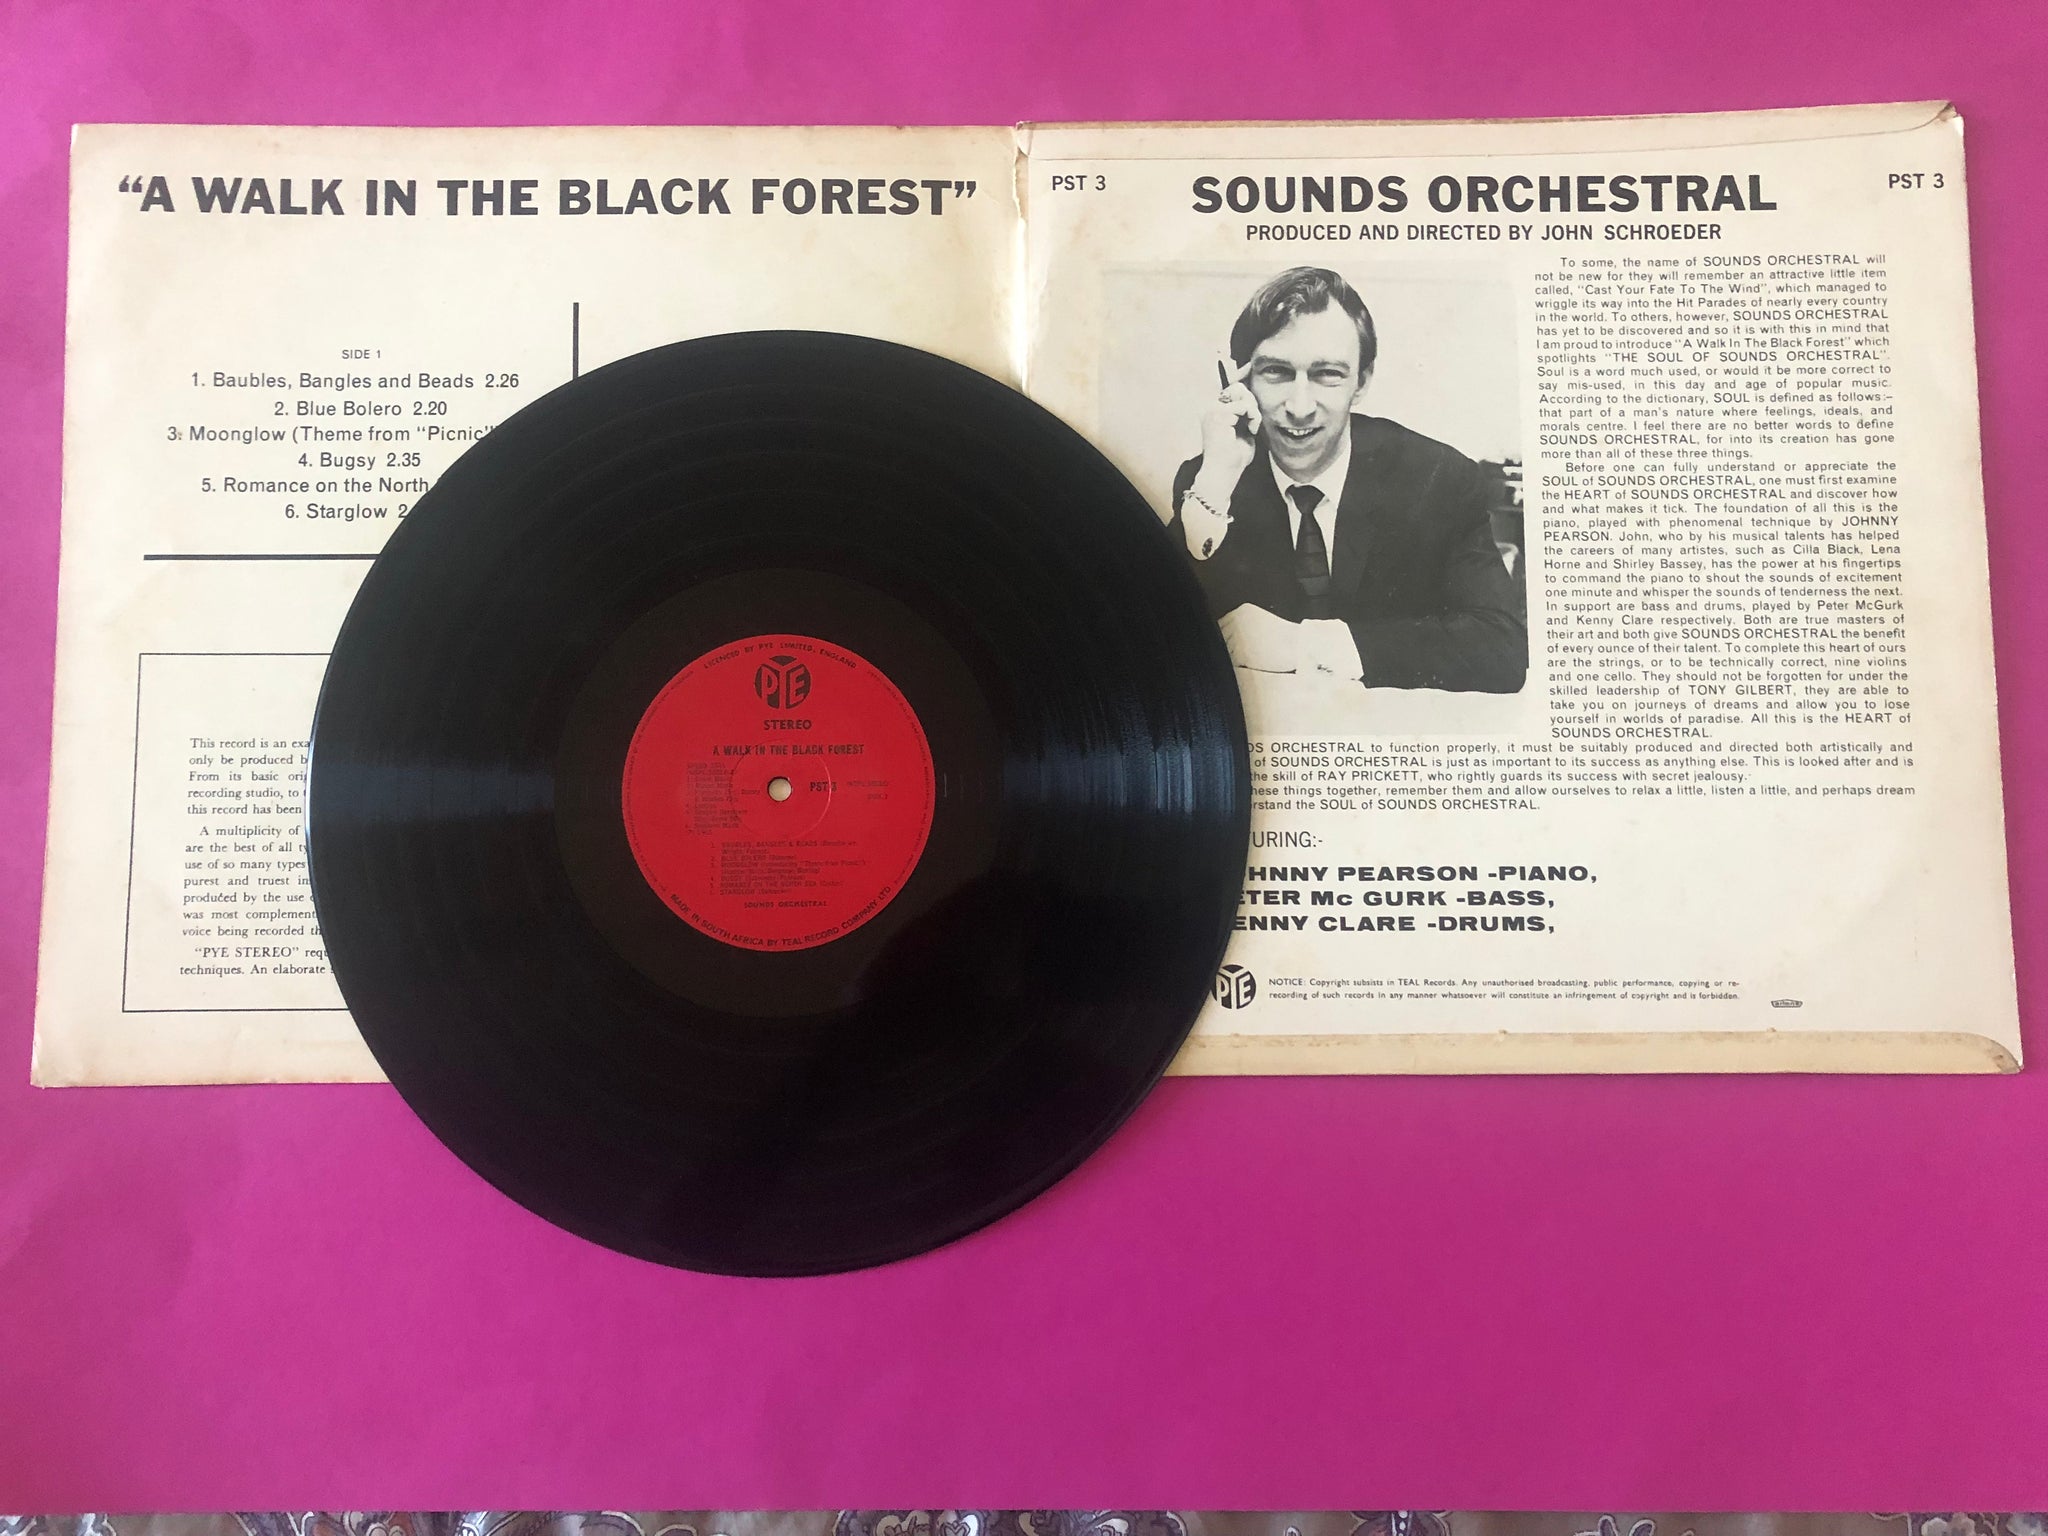 “A WALK IN THE BLACK FOREST”
SIDE 1
1. Baubles, Bangles and Beads 2.26
2. Blue Bolero 2.20
3. Moonglow (Theme from "Picnic"
4. Bugsy 2.35
5. Romance on the North
6. Starglow
This record is an
only be produced
From its basic
recording studio, to
this record has been
A multiplicity of
are the best of all
use of so many types
purest and truest
produced by the use
was most
voice being recorded
“PYE STEREO”
techniques. An elaborate
LICENCED BY PYE LIMITED, ENGLAND
PYE
STEREO
A WALK IN THE BLACK FOREST
PST 3
1. BAUBLES, BANGLES & BEADS
2. BLUE BOLERO
3. MOONGLOW
4. BUGSY
5. ROMANCE ON THE NORTH SEA
6. STARGLOW
SOUNDS ORCHESTRAL
MADE IN SOUTH AFRICA BY TEAL RECORD COMPANY LTD
PST 3
SOUNDS ORCHESTRAL
PST 3
PRODUCED AND DIRECTED BY JOHN SCHROEDER
To some, the name of SOUNDS ORCHESTRAL will
not be new for they will remember an attractive little item
called, "Cast Your Fate To The Wind", which managed to
wriggle its way into the Hit Parades of nearly every country
in the world. To others, however, SOUNDS ORCHESTRAL
has yet to be discovered and so it is with this in mind that
I am proud to introduce "A Walk In The Black Forest" which
spotlights "THE SOUL OF SOUNDS ORCHESTRAL".
Soul is a word much used, or would it be more correct to
say mis-used, in this day and age of popular music.
According to the dictionary, SOUL is defined as follows:–
that part of a man's nature where feelings, ideals, and
morals centre. I feel there are no better words to define
SOUNDS ORCHESTRAL, for into its creation has gone
more than all of these three things.
Before one can fully understand or appreciate the
SOUL of SOUNDS ORCHESTRAL, one must first examine
the HEART of SOUNDS ORCHESTRAL and discover how
and what makes it tick. The foundation of all this is the
piano, played with phenomenal technique by JOHNNY
PEARSON. John, who by his musical talents has helped
the careers of many artistes, such as Cilla Black, Lena
Horne and Shirley Bassey, has the power at his fingertips
to command the piano to shout the sounds of excitement
one minute and whisper the sounds of tenderness the next.
In support are bass and drums, played by Peter McGurk
and Kenny Clare respectively. Both are true masters of
their art and both give SOUNDS ORCHESTRAL the benefit
of every ounce of their talent. To complete this heart of ours
are the strings, or to be technically correct, nine violins
and one cello. They should not be forgotten for under the
skilled leadership of TONY GILBERT, they are able to
take you on journeys of dreams and allow you to lose
yourself in worlds of paradise. All this is the HEART of
SOUNDS ORCHESTRAL.
ORCHESTRAL to function properly, it must be suitably produced and directed both artistically and
of SOUNDS ORCHESTRAL is just as important to its success as anything else. This is looked after and is
the skill of RAY PRICKETT, who rightly guards its success with secret jealousy.
these things together, remember them and allow ourselves to relax a little, listen a little, and perhaps dream
the SOUL of SOUNDS ORCHESTRAL.
TURING:-
HNNY PEARSON -PIANO,
ETER Mc GURK -BASS,
ENNY CLARE -DRUMS,
PYE
NOTICE: Copyright subsists in TEAL Records. Any unauthorised broadcasting, public performance, copying or re-
recording of such records in any manner whatsoever will constitute an infringement of copyright and is forbidden.